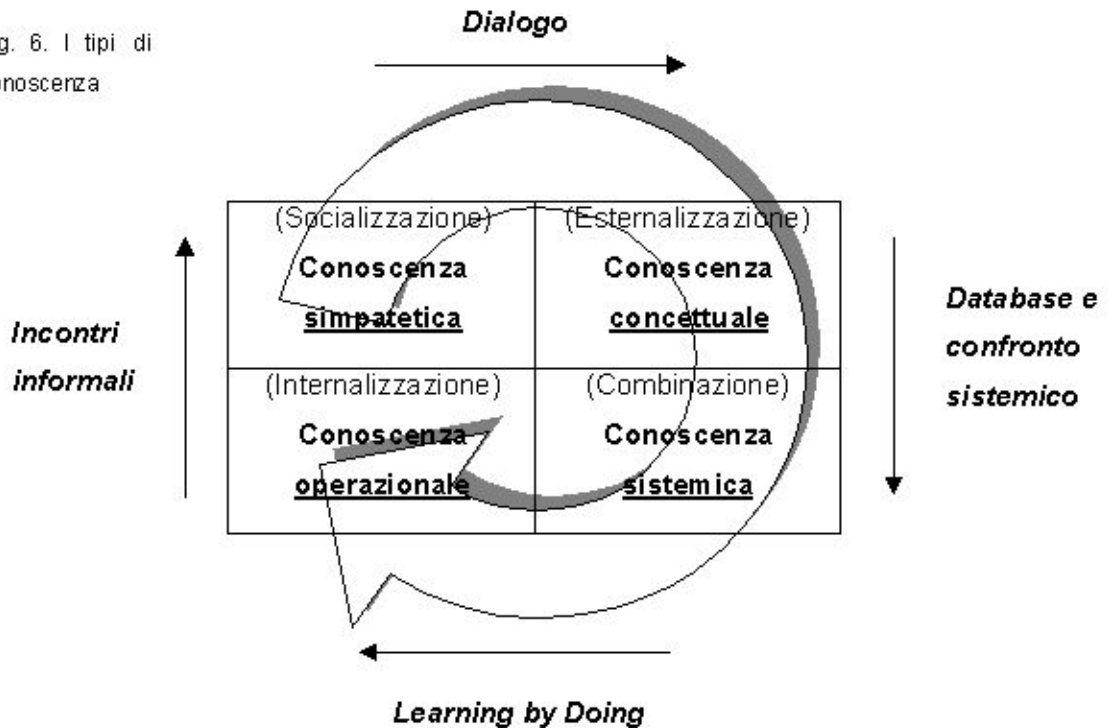 g. 6. I tipi di
onoscenza
Dialogo
(Socializzazione)
Conoscenza
simpatetica
(Esternalizzazione)
Conoscenza
concettuale
Incontri
informali
Database e
confronto
sistemico
(Internalizzazione)
Conoscenza
operazionale
(Combinazione)
Conoscenza
sistemica
Learning by Doing